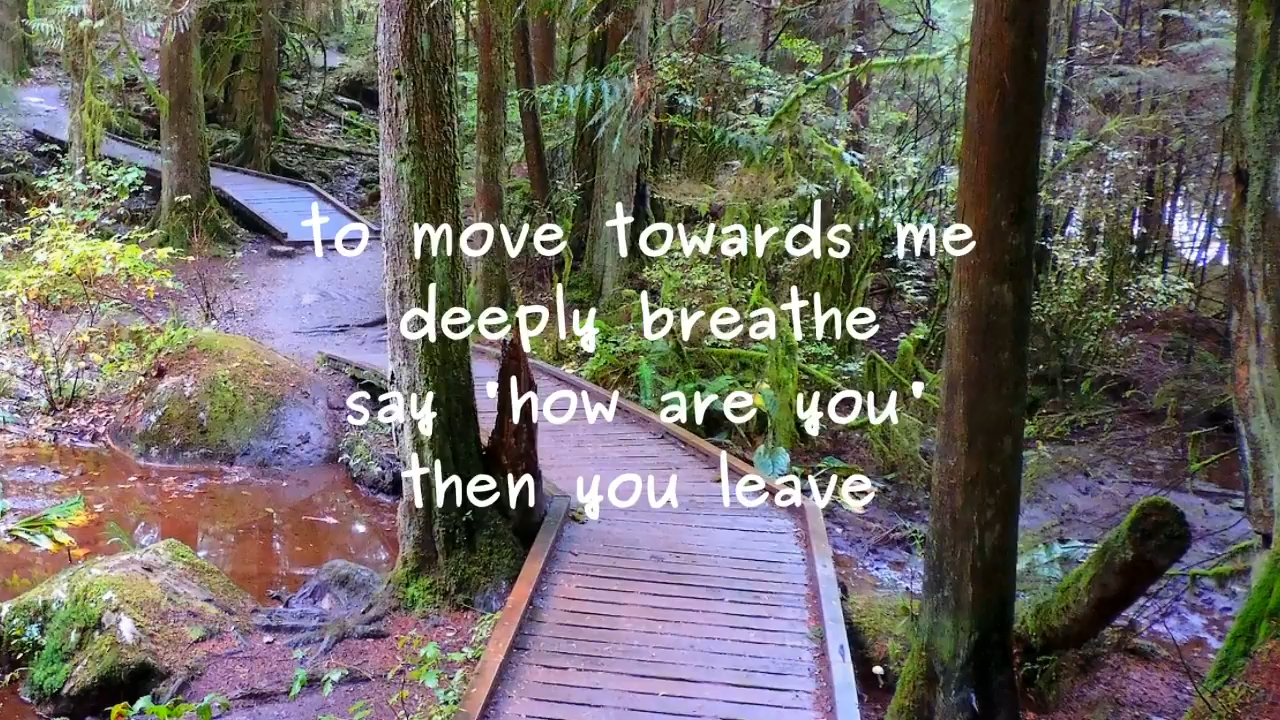 to move towards me
deeply breathe
say 'how are you'
then you leave